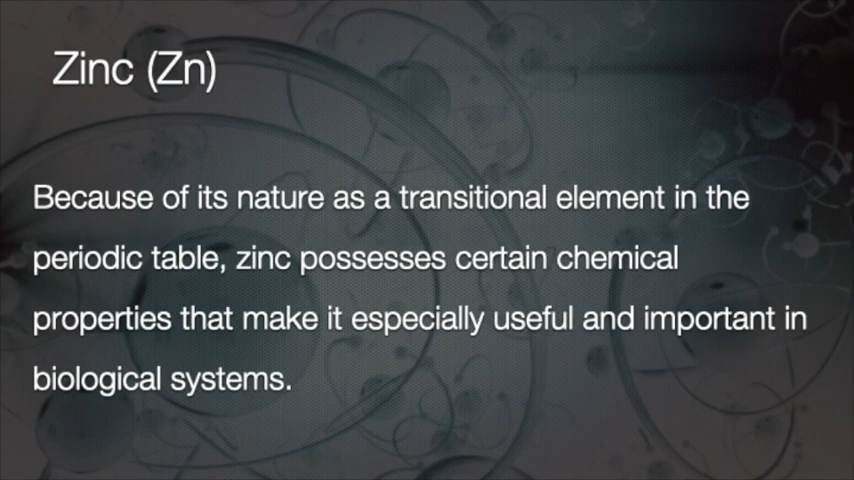 Zinc (Zn)
Because of its nature as a transitional element in the
periodic table, zinc possesses certain chemical
properties that make it especially useful and important in
biological systems.